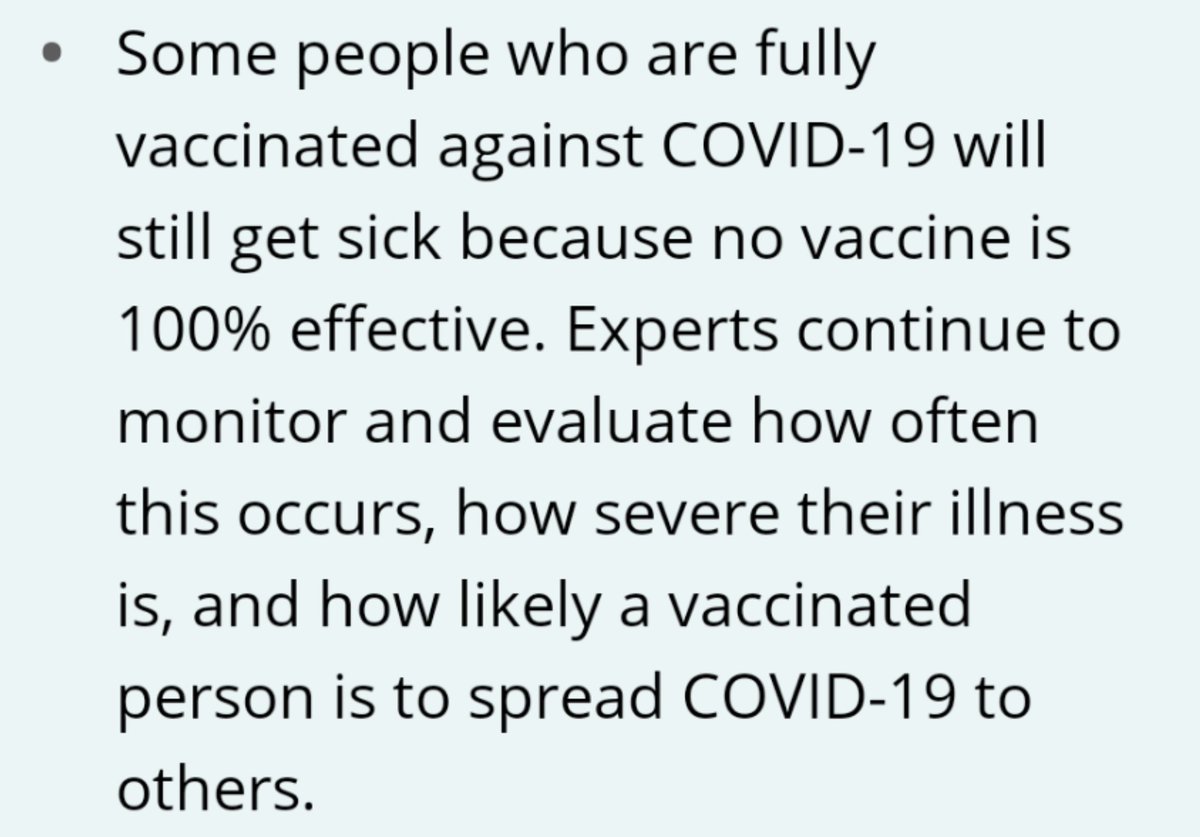 • Some people who are fully
vaccinated against COVID-19 will
still get sick because no vaccine is
100% effective. Experts continue to
monitor and evaluate how often
this occurs, how severe their illness
is, and how likely a vaccinated
person is to spread COVID-19 to
others.